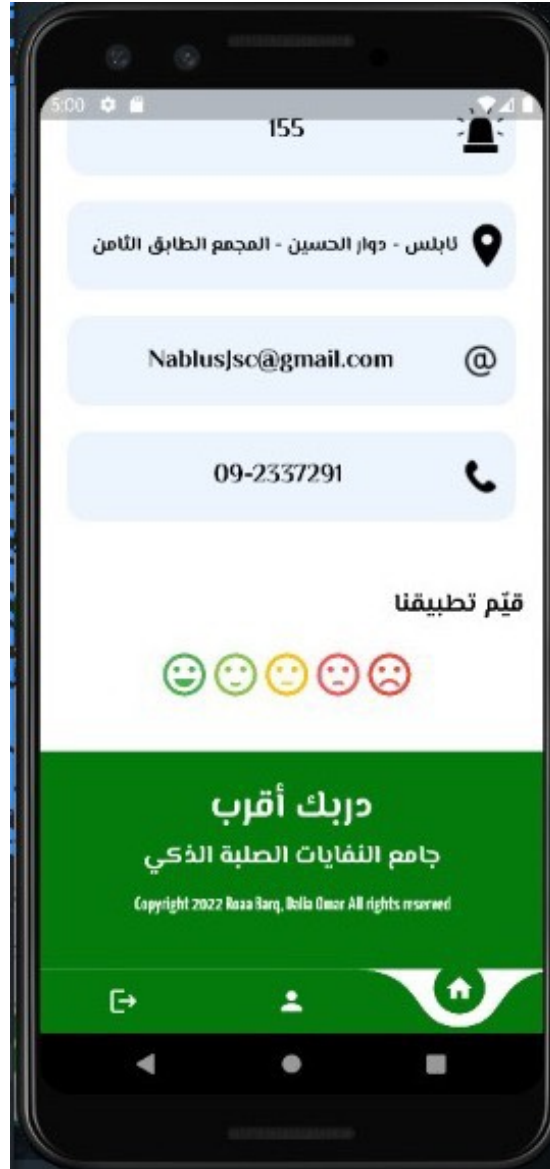 5:00
155
نابلس - دوار الحسين - المجمع الطابق الثامن
NablusJsc@gmail.com
@
09-2337291
قيّم تطبيقنا
دربك أقرب
جامع النفايات الصلبة الذكي
Copyright 2022 Roaa Barq, Dalia Omar All rights reserved